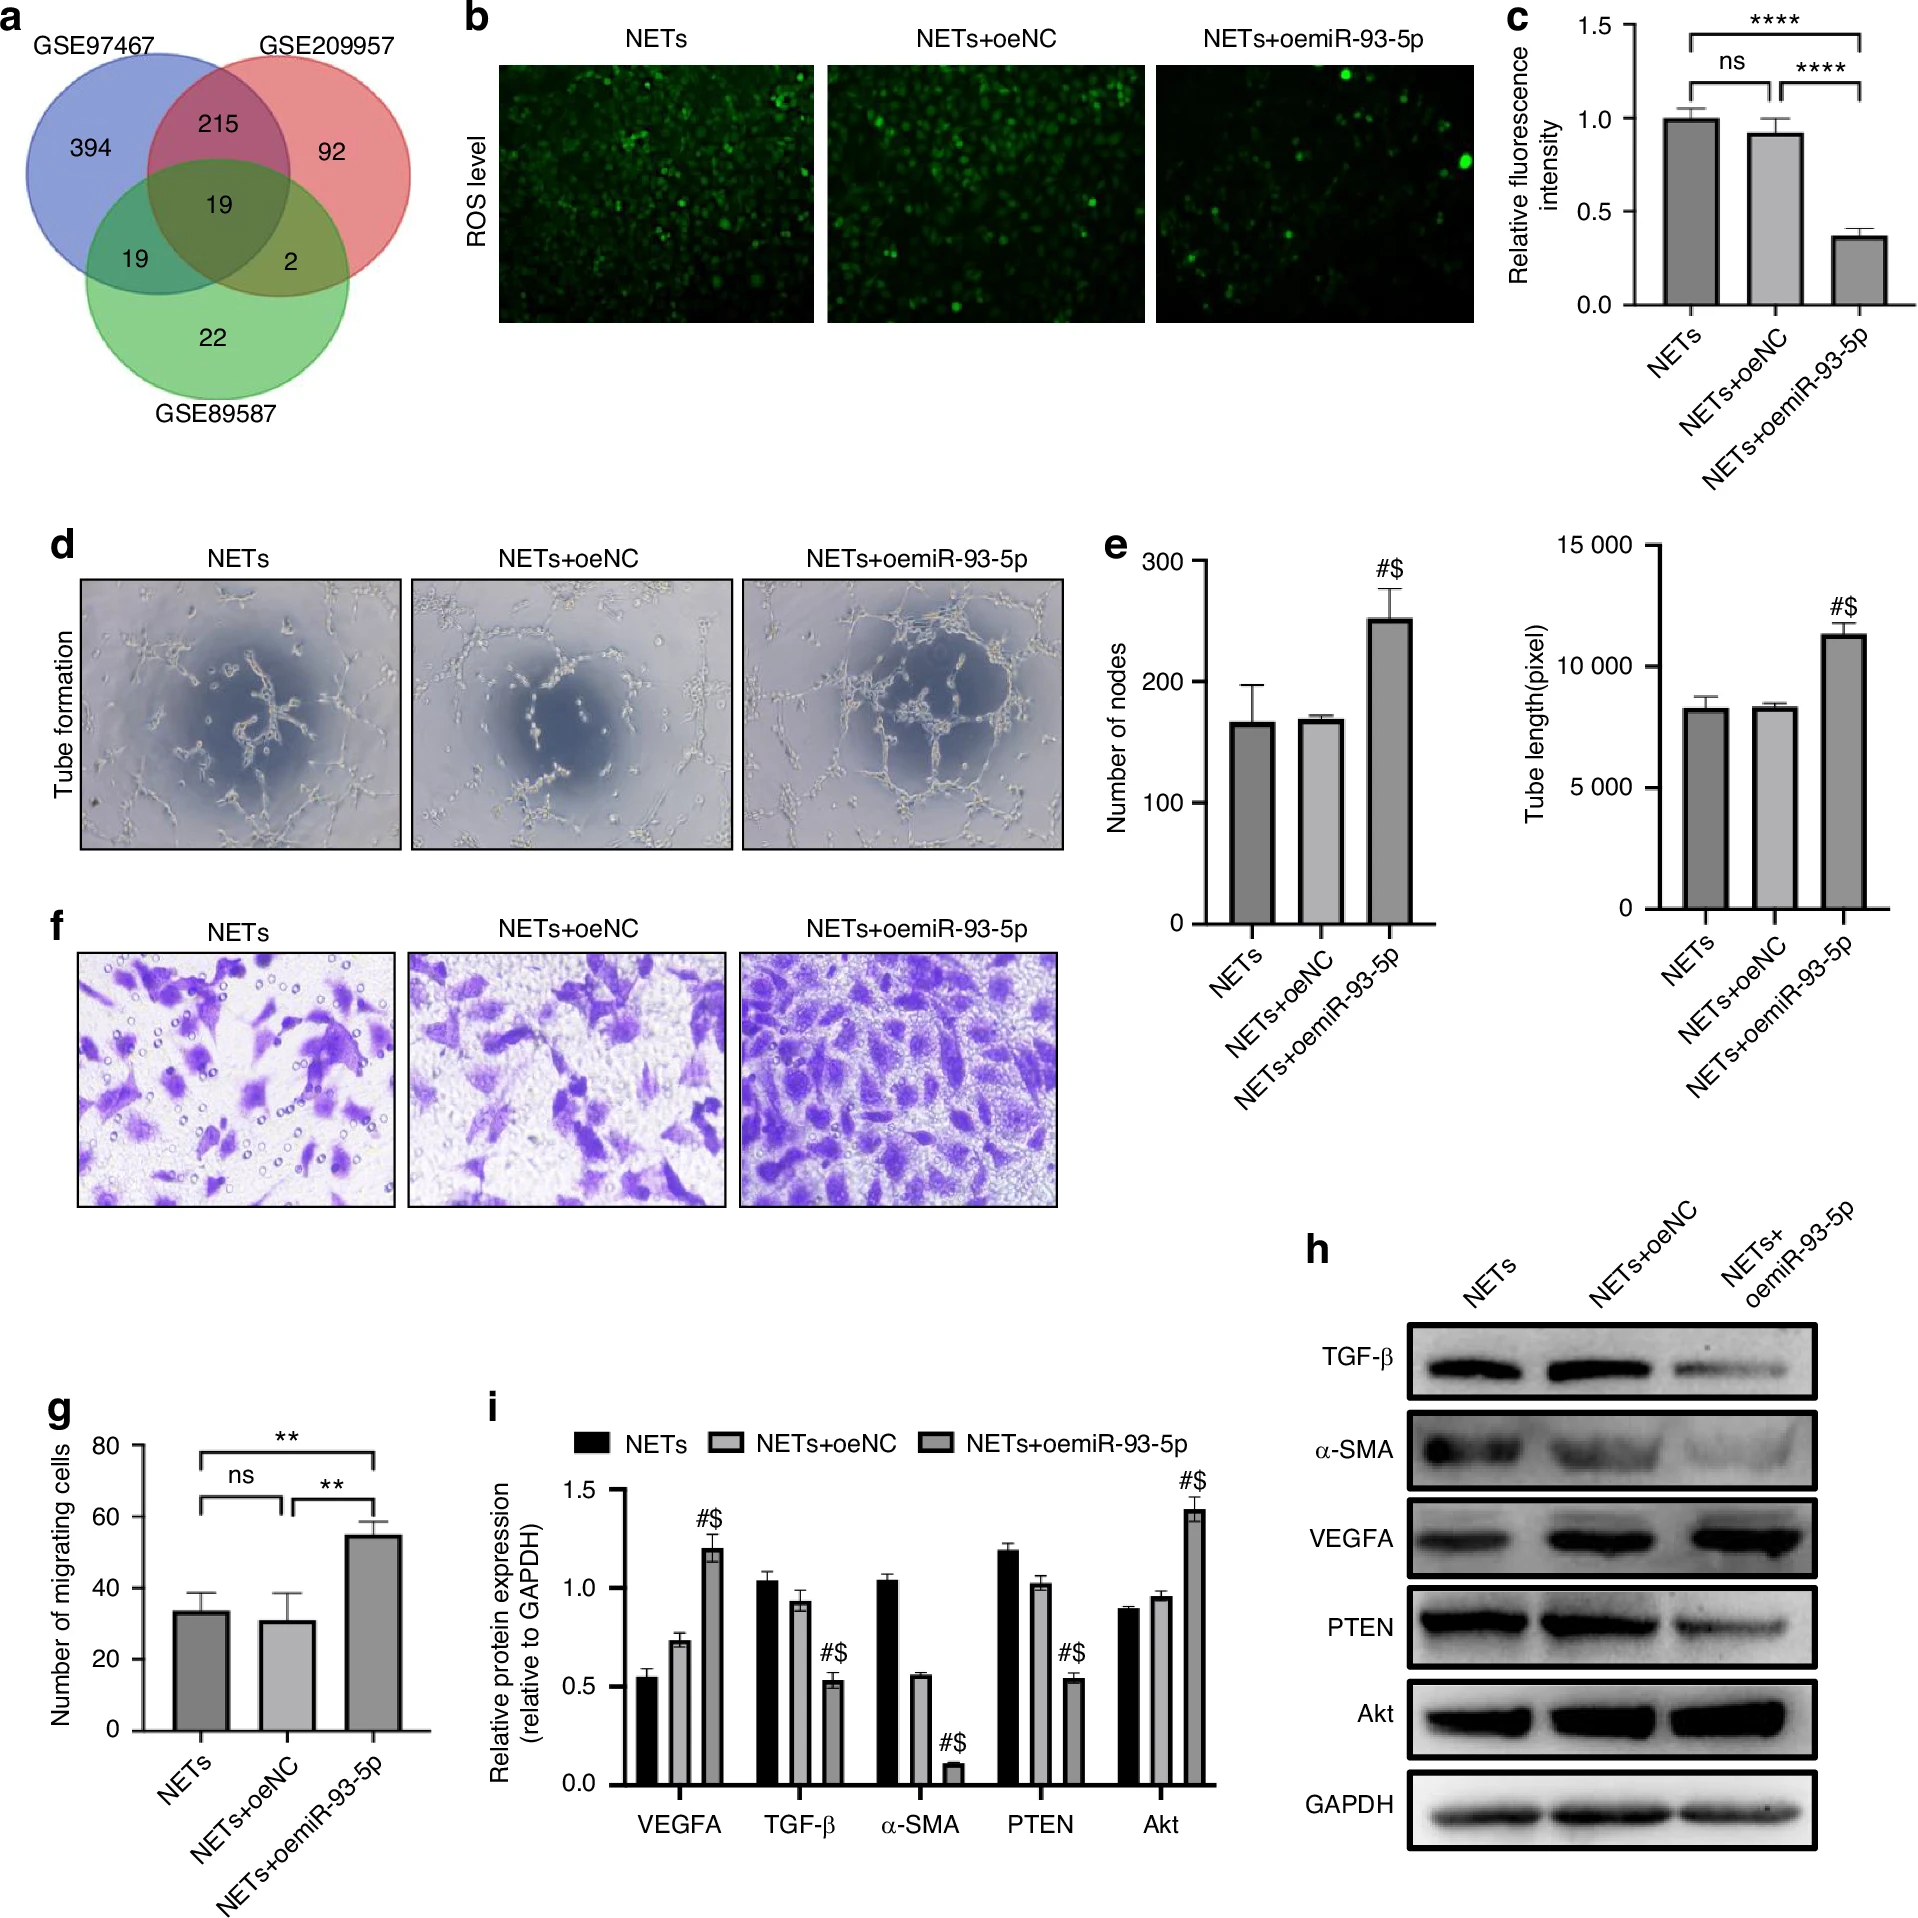 a
GSE97467
GSE209957
394
215
92
19
19
2
22
GSE89587
b
NETs
NETs+oeNC
NETs+oemiR-93-5p
ROS level
c
Relative fluorescence
intensity
1.5
1.0
0.5
0.0
****
ns
****
NETs
NETs+oeNC
NETs+oemiR-93-5p
d
NETs
NETs+oeNC
NETs+oemiR-93-5p
Tube formation
e
Number of nodes
300
200
100
0
#$
NETs
NETs+oeNC
NETs+oemiR-93-5p
Tube length(pixel)
15 000
10 000
5 000
0
#$
NETs
NETs+oeNC
NETs+oemiR-93-5p
f
NETs
NETs+oeNC
NETs+oemiR-93-5p
g
Number of migrating cells
80
60
40
20
0
**
ns
**
NETs
NETs+oeNC
NETs+oemiR-93-5p
h
NETs
NETs+oeNC
NETs+
oemiR-93-5p
TGF-β
α-SMA
VEGFA
PTEN
Akt
GAPDH
i
NETs
NETs+oeNC
NETs+oemiR-93-5p
Relative protein expression
(relative to GAPDH)
1.5
1.0
0.5
0.0
#$
#$
#$
#$
#$
VEGFA
TGF-β
α-SMA
PTEN
Akt